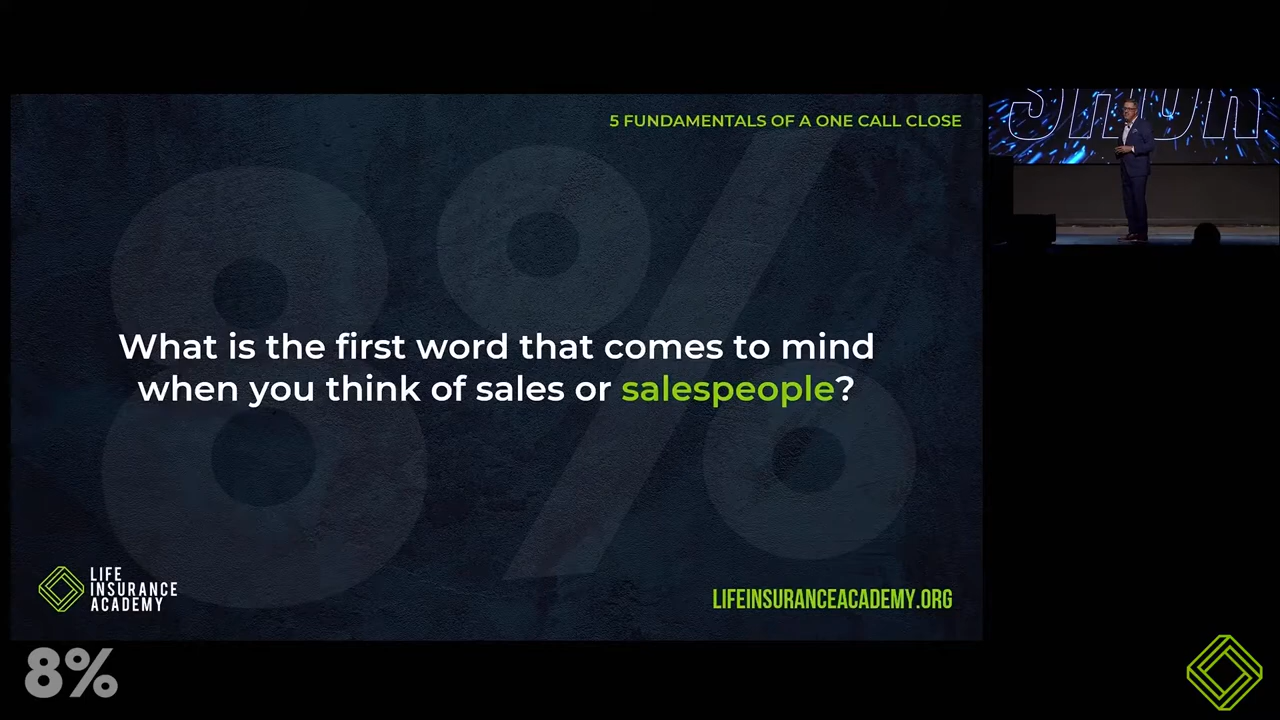 5 FUNDAMENTALS OF A ONE CALL CLOSE
8%
What is the first word that comes to mind
when you think of sales or salespeople?
LIFE
INSURANCE
ACADEMY
LIFEINSURANCEACADEMY.ORG
8%